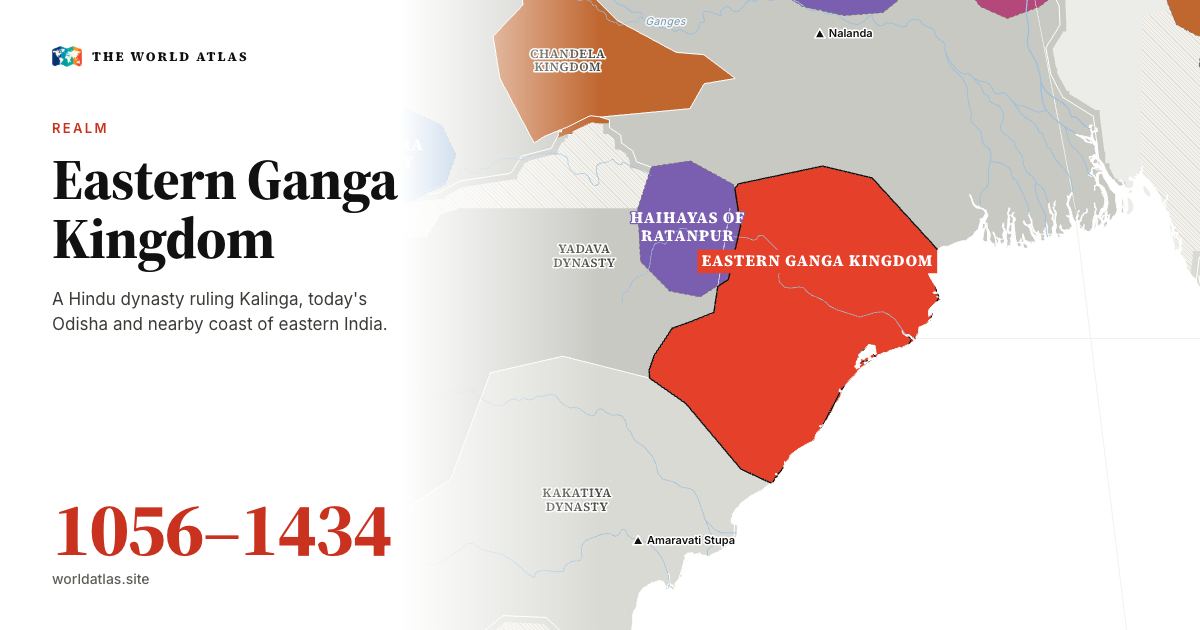 THE WORLD ATLAS
REALM
Eastern Ganga
Kingdom
A Hindu dynasty ruling Kalinga, today's
Odisha and nearby coast of eastern India.
1056–1434
worldatlas.site
Ganges
Nalanda
CHANDELA
KINGDOM
HAIHAYAS OF
RATANPUR
EASTERN GANGA KINGDOM
YADAVA
DYNASTY
KAKATIYA
DYNASTY
Amaravati Stupa